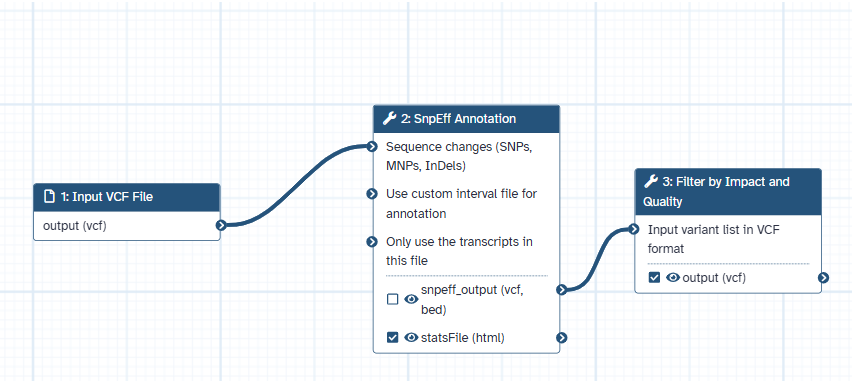 1: Input VCF File
output (vcf)
2: SnpEff Annotation
Sequence changes (SNPs,
MNPs, InDels)
Use custom interval file for
annotation
Only use the transcripts in
this file
snpeff_output (vcf,
bed)
statsFile (html)
3: Filter by Impact and
Quality
Input variant list in VCF
format
output (vcf)